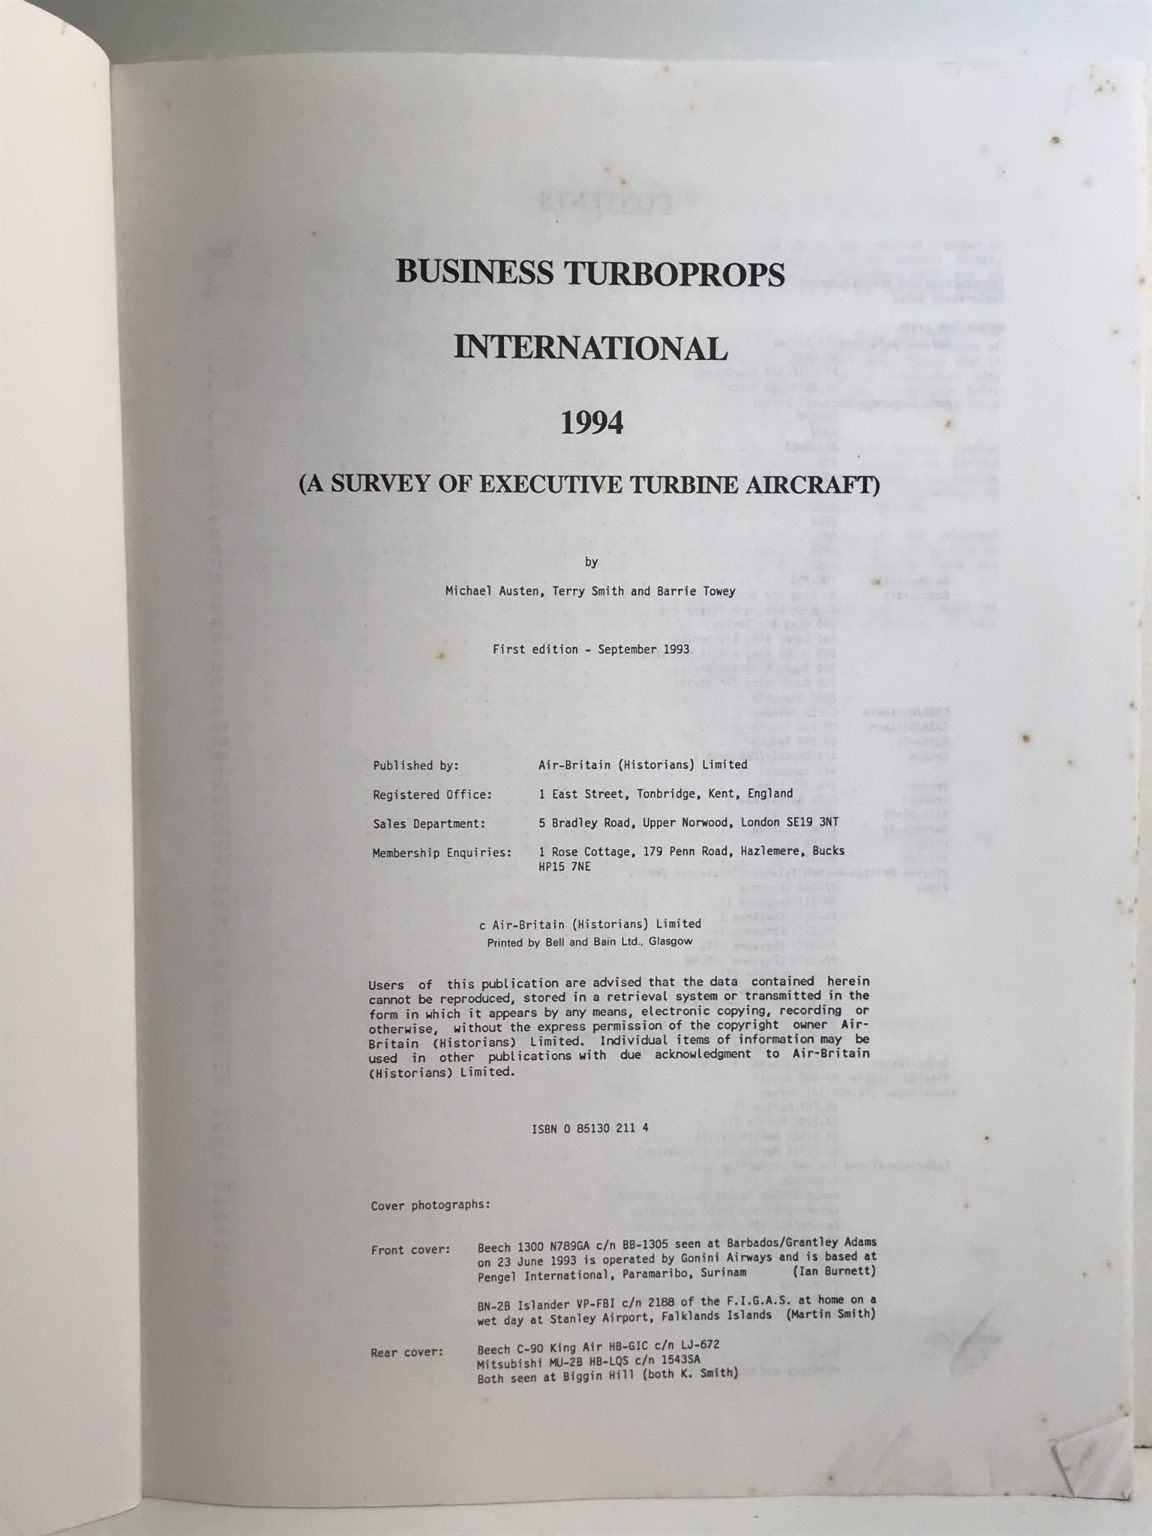 BUSINESS TURBOPROPS
INTERNATIONAL
1994
(A SURVEY OF EXECUTIVE TURBINE AIRCRAFT)
by
Michael Austen, Terry Smith and Barrie Towey
First edition - September 1993
Published by: Air-Britain (Historians) Limited
Registered Office: 1 East Street, Tonbridge, Kent, England
Sales Department: 5 Bradley Road, Upper Norwood, London SE19 3NT
Membership Enquiries: 1 Rose Cottage, 179 Penn Road, Hazlemere, Bucks
HP15 7NE
c Air-Britain (Historians) Limited
Printed by Bell and Bain Ltd., Glasgow
Users of this publication are advised that the data contained herein
cannot be reproduced, stored in a retrieval system or transmitted in the
form in which it appears by any means, electronic copying, recording or
otherwise, without the express permission of the copyright owner Air-
Britain (Historians) Limited. Individual items of information may be
used in other publications with due acknowledgment to Air-Britain
(Historians) Limited.
ISBN 0 85130 211 4
Cover photographs:
Front cover: Beech 1300 N789GA c/n BB-1305 seen at Barbados/Grantley Adams
on 23 June 1993 is operated by Gonini Airways and is based at
Pengel International, Paramaribo, Surinam (Ian Burnett)
BN-2B Islander VP-FBI c/n 2188 of the F.I.G.A.S. at home on a
wet day at Stanley Airport, Falklands Islands (Martin Smith)
Rear cover: Beech C-90 King Air HB-GIC c/n LJ-672
Mitsubishi MU-2B HB-LQS c/n 1543SA
Both seen at Biggin Hill (both K. Smith)